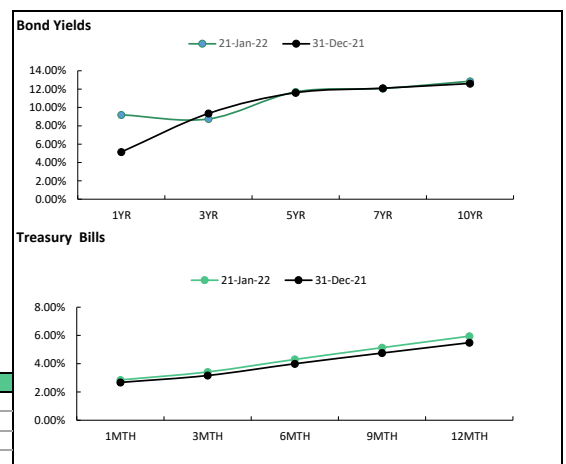 Bond Yields
21-Jan-22 31-Dec-21
14.00%
12.00%
10.00%
8.00%
6.00%
4.00%
2.00%
0.00%
1YR 3YR 5YR 7YR 10YR
Treasury Bills
21-Jan-22 31-Dec-21
8.00%
6.00%
4.00%
2.00%
0.00%
1MTH 3MTH 6MTH 9MTH 12MTH